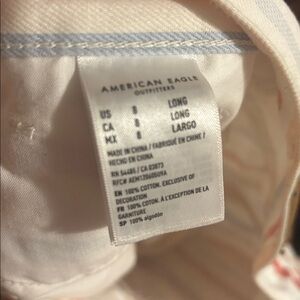 AMERICAN EAGLE
OUTFITTERS
US 8 LONG
CA 8 LONG
MX 8 LARGO
MADE IN CHINA / FABRIQUÉ EN CHINE /
HECHO EN CHINA
RN 54485 / CA 03873
EN 100% COTTON. EXCLUSIVE OF
DECORATION
FR 100% COTON. À L'EXCEPTION DE LA
GARNITURE
SP 100% algodón